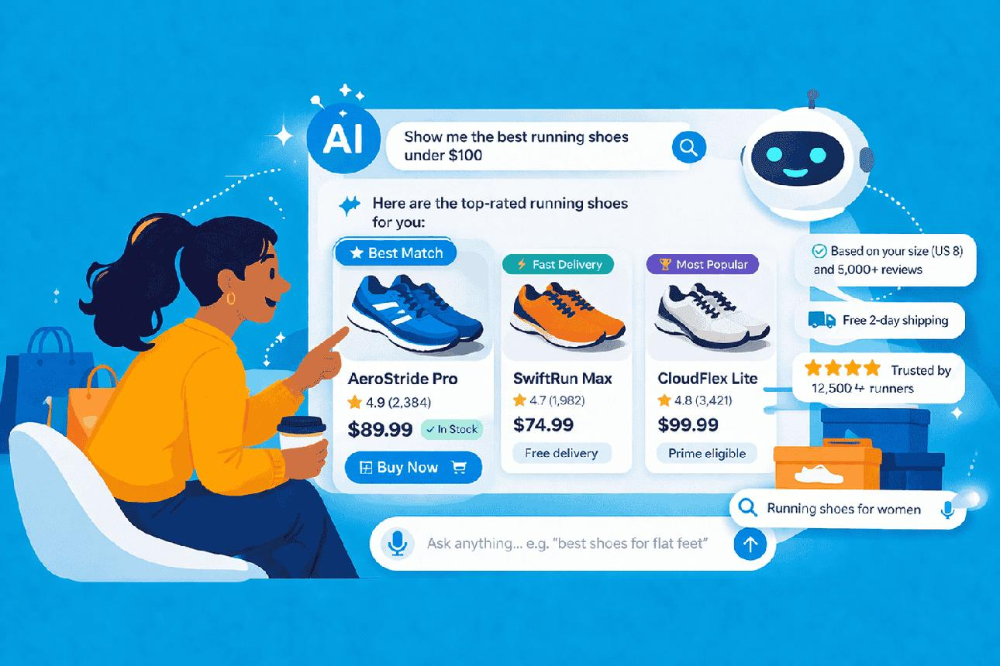 AI
Show me the best running shoes
under $100
Here are the top-rated running shoes
for you:
Best Match
Fast Delivery
Most Popular
AeroStride Pro
4.9 (2,384)
$89.99
In Stock
Buy Now
SwiftRun Max
4.7 (1,982)
$74.99
Free delivery
CloudFlex Lite
4.8 (3,421)
$99.99
Prime eligible
Based on your size (US 8)
and 5,000+ reviews
Free 2-day shipping
Trusted by
12,500 runners
Running shoes for women
Ask anything... e.g. “best shoes for flat feet”